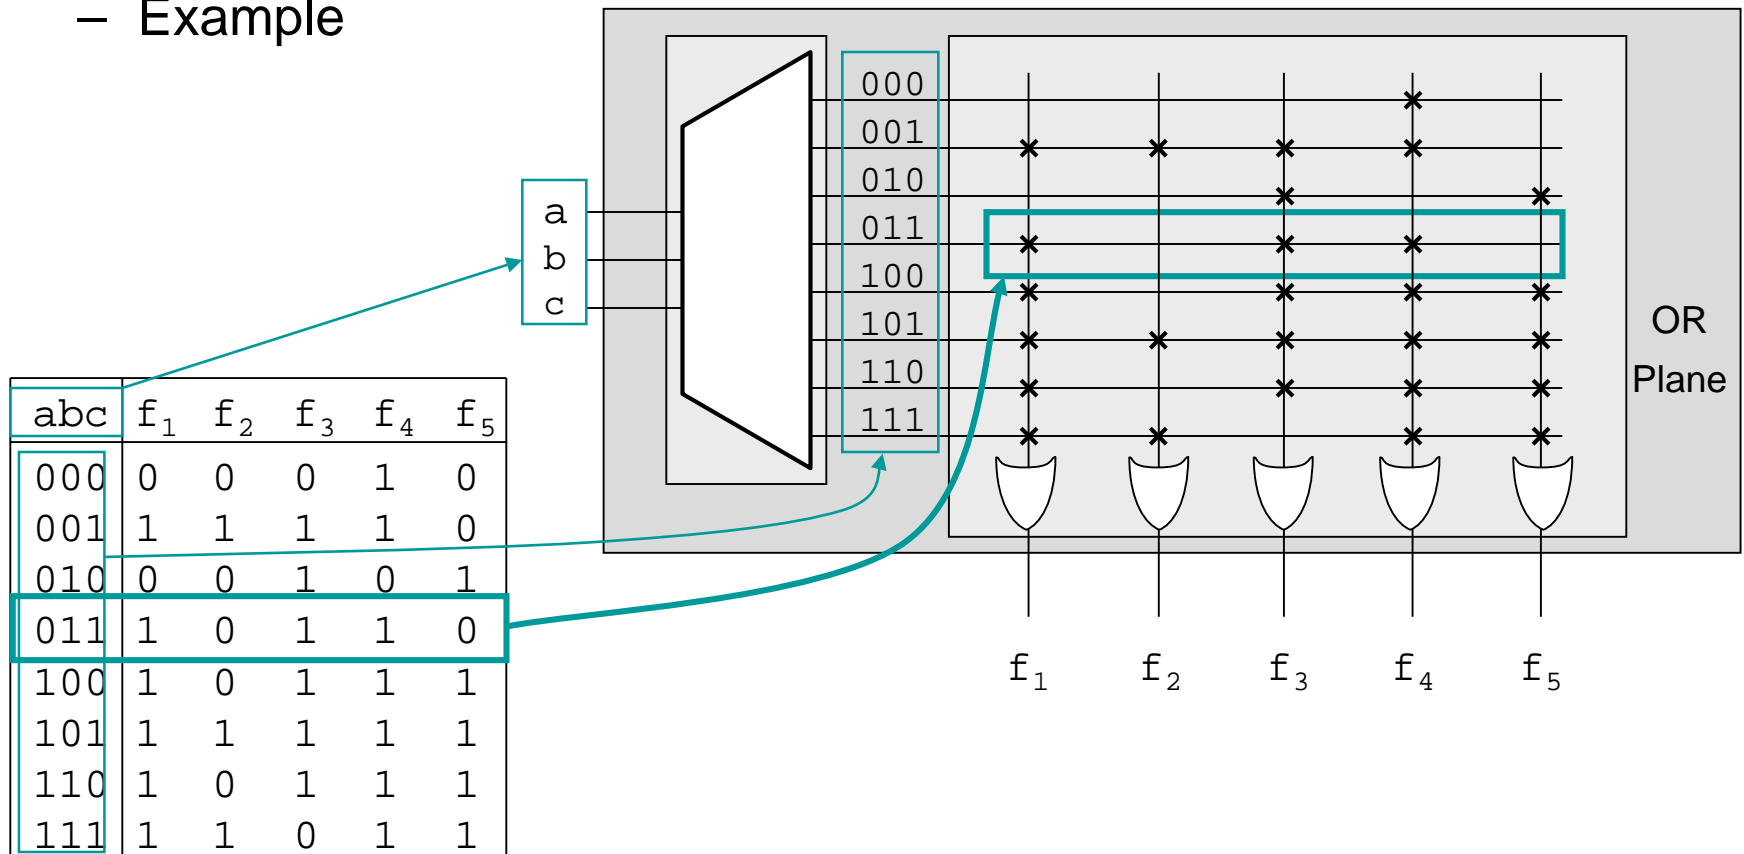 – Example
000
001
010
011
100
101
110
111
a
b
c
OR
Plane
f1 f2 f3 f4 f5
abc f1 f2 f3 f4 f5
000 0 0 0 1 0
001 1 1 1 1 0
010 0 0 1 0 1
011 1 0 1 1 0
100 1 0 1 1 1
101 1 1 1 1 1
110 1 0 1 1 1
111 1 1 0 1 1